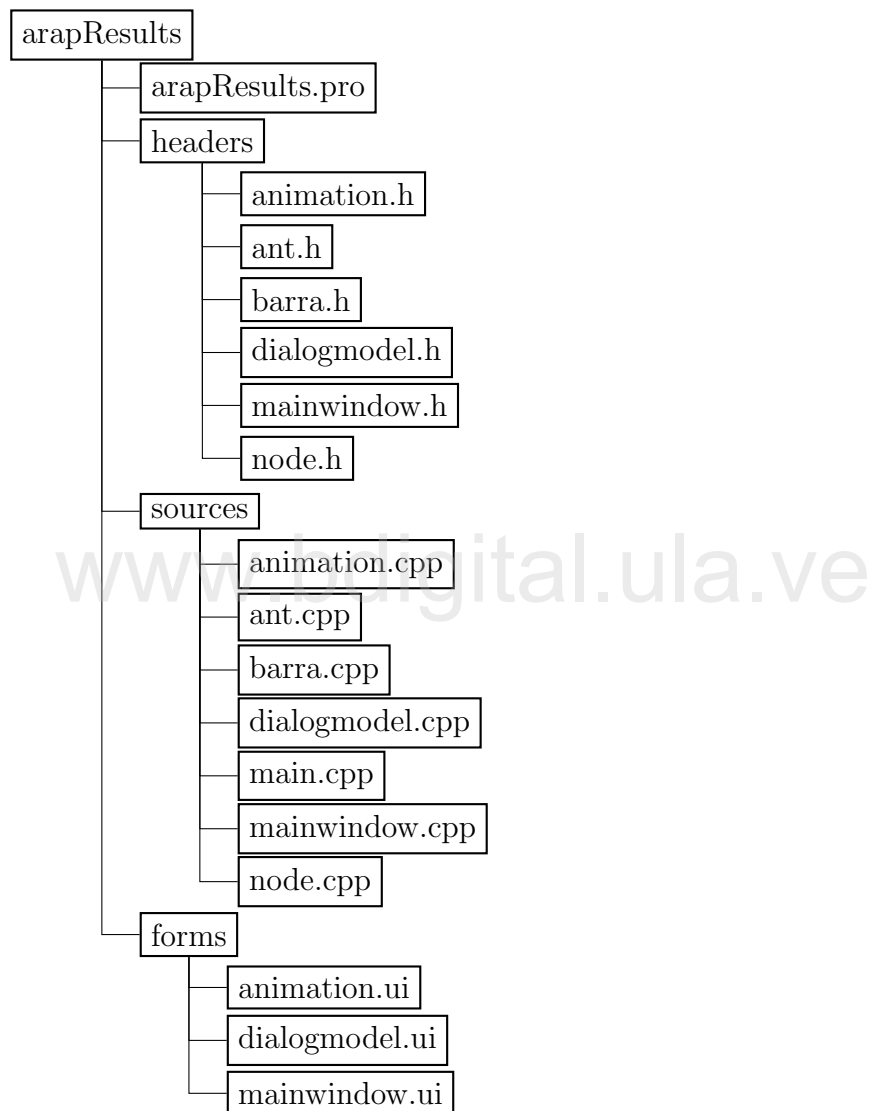 arapResults
arapResults.pro
headers
animation.h
ant.h
barra.h
dialogmodel.h
mainwindow.h
node.h
sources
animation.cpp
www.bdigital.ula.ve
ant.cpp
barra.cpp
dialogmodel.cpp
main.cpp
mainwindow.cpp
node.cpp
forms
animation.ui
dialogmodel.ui
mainwindow.ui